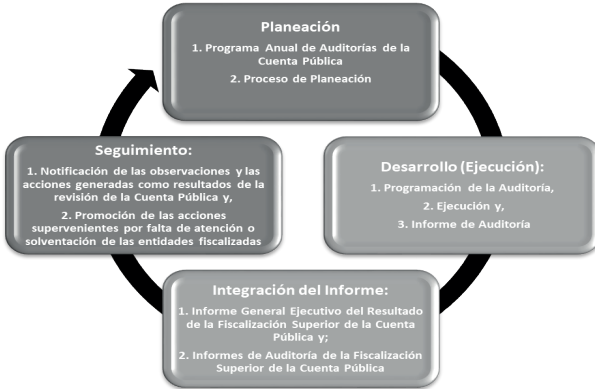 Planeación
1. Programa Anual de Auditorías de la
Cuenta Pública
2. Proceso de Planeación
Desarrollo (Ejecución):
1. Programación de la Auditoría,
2. Ejecución y,
3. Informe de Auditoría
Integración del Informe:
1. Informe General Ejecutivo del Resultado
de la Fiscalización Superior de la Cuenta
Pública y;
2. Informes de Auditoría de la Fiscalización
Superior de la Cuenta Pública
Seguimiento:
1. Notificación de las observaciones y las
acciones generadas como resultados de la
revisión de la Cuenta Pública y,
2. Promoción de las acciones
supervenientes por falta de atención o
solventación de las entidades fiscalizadas